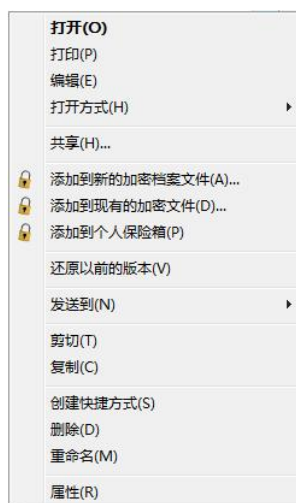 打开(O)
打印(P)
编辑(E)
打开方式(H)
共享(H)...
添加到新的加密档案文件(A)...
添加到现有的加密文件(D)...
添加到个人保险箱(P)
还原以前的版本(V)
发送到(N)
剪切(T)
复制(C)
创建快捷方式(S)
删除(D)
重命名(M)
属性(R)